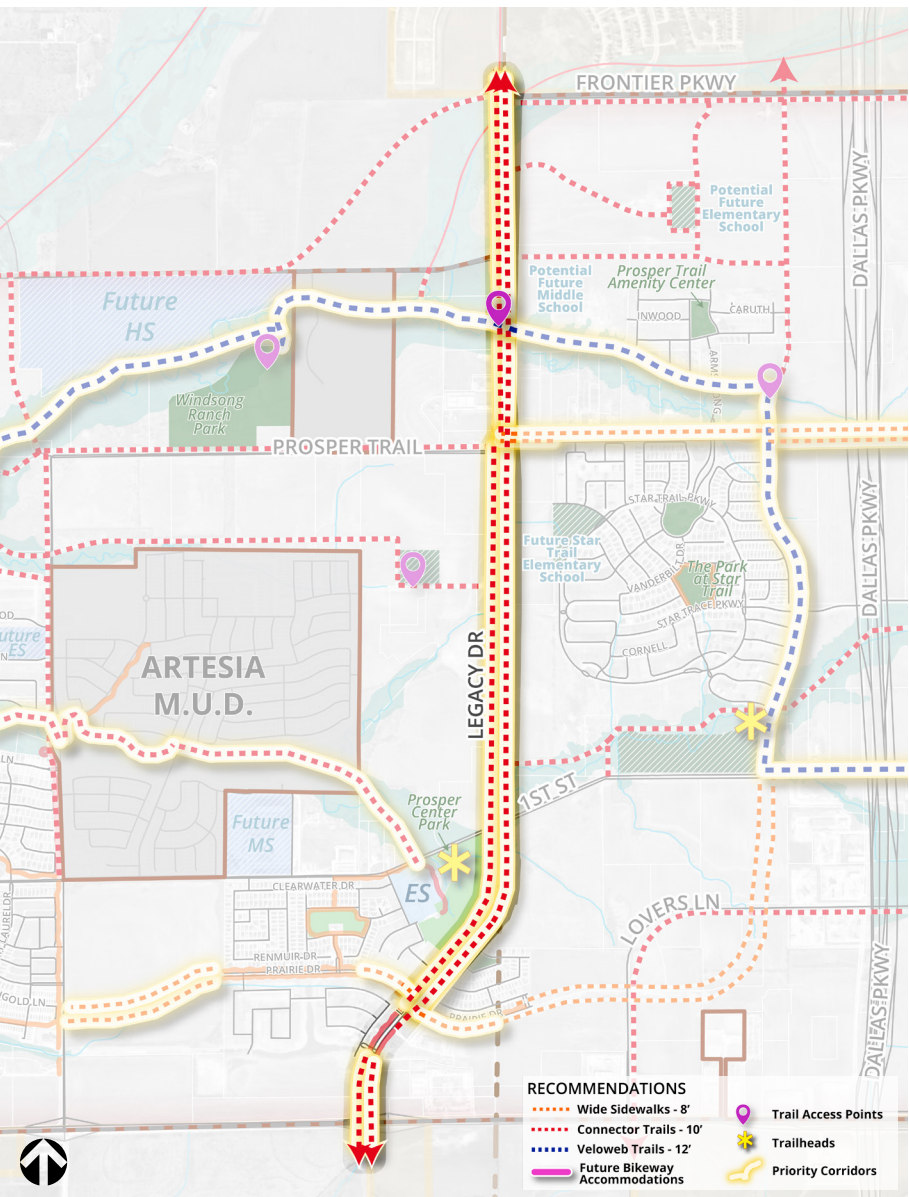 FRONTIER PKWY
DALLAS PKWY
Potential
Future
Elementary
School
Potential
Future
Middle
School
Prosper Trail
Amenity Center
INWOOD
CARUTH
Future
HS
Windsong
Ranch
Park
PROSPER TRAIL
STAR TRAIL PKWY
DALLAS PKWY
Future Star
Trail
Elementary
School
VANDERBILT DR
The Park
at Star
Trail
STAR TRACE PKWY
CORNELL
ARTESIA
M.U.D.
LEGACY DR
1ST ST
Prosper
Center
Park
Future
MS
CLEARWATER DR
ES
LOVERS LN
RENMUIR DR
PRAIRIE DR
PRAIRIE DR
DALLAS PKWY
RECOMMENDATIONS
Wide Sidewalks - 8'
Connector Trails - 10'
Veloweb Trails - 12'
Future Bikeway
Accommodations
Trail Access Points
Trailheads
Priority Corridors